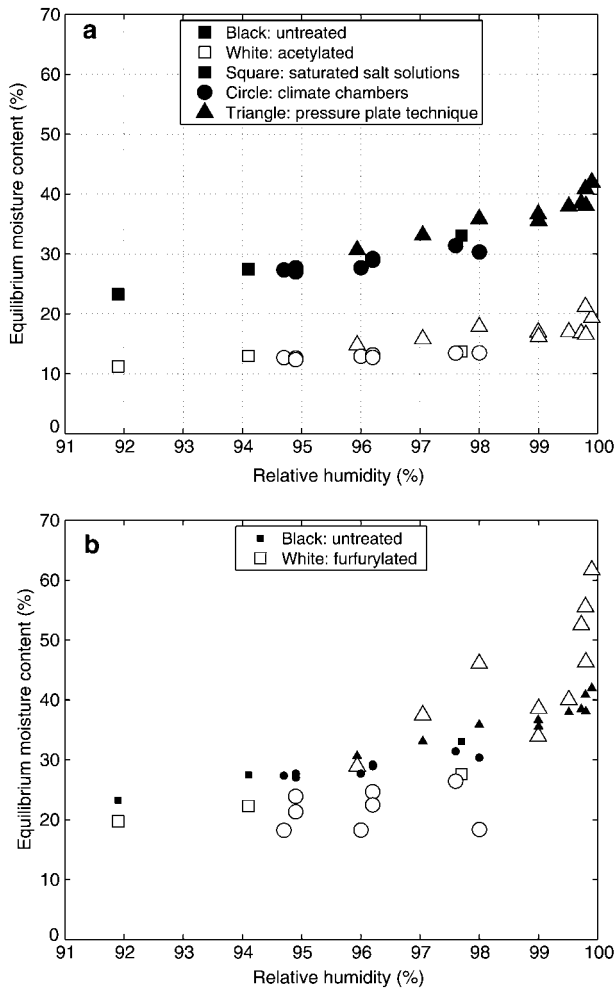 a
Black: untreated
White: acetylated
Square: saturated salt solutions
Circle: climate chambers
Triangle: pressure plate technique
Equilibrium moisture content (%)
70
60
50
40
30
20
10
0
91 92 93 94 95 96 97 98 99 100
Relative humidity (%)
b
Black: untreated
White: furfurylated
Equilibrium moisture content (%)
70
60
50
40
30
20
10
0
91 92 93 94 95 96 97 98 99 100
Relative humidity (%)